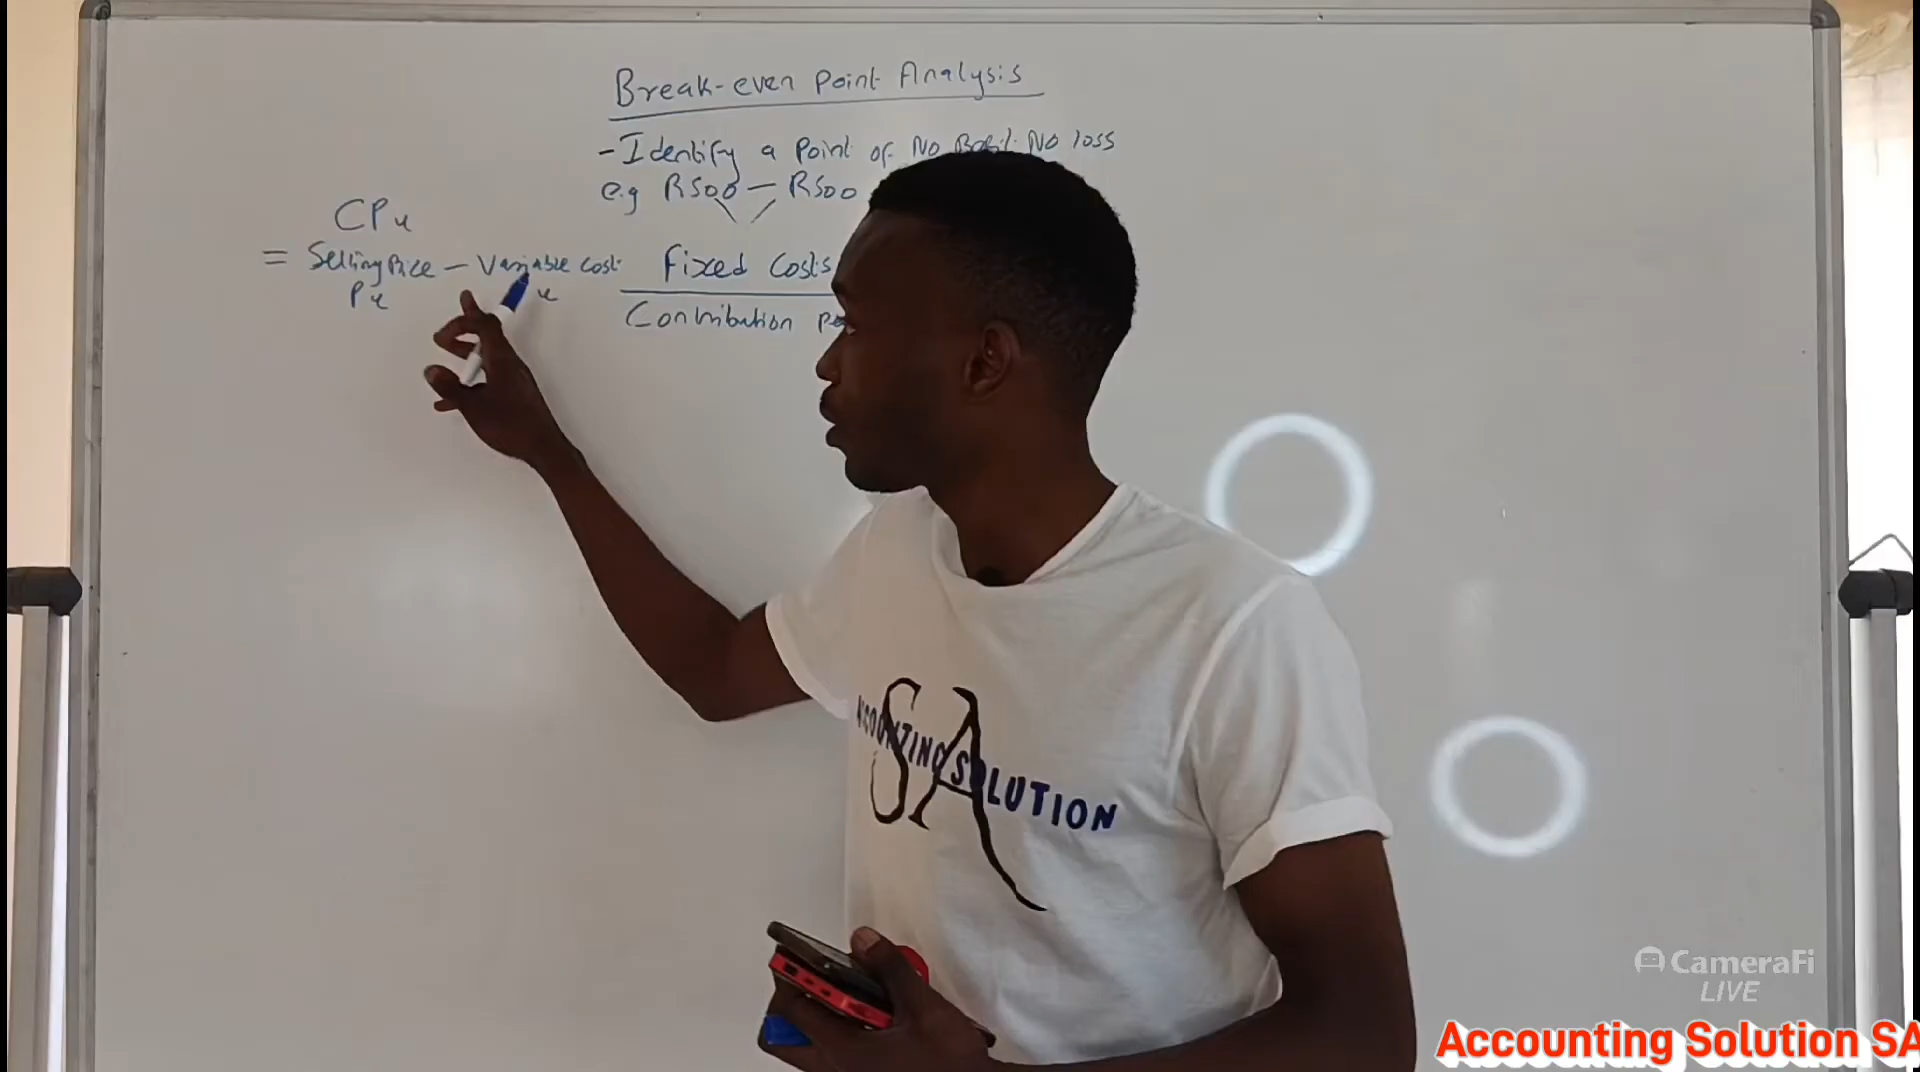 Break-even Point Analysis
- Identify a Point of No Profit No loss
e.g R500 — R500
CPu
= Selling Price — Variable Cost
Pu u
Fixed Costs
Contribution
ACCOUNTING SOLUTION
SA
CameraFi
LIVE
Accounting Solution SA